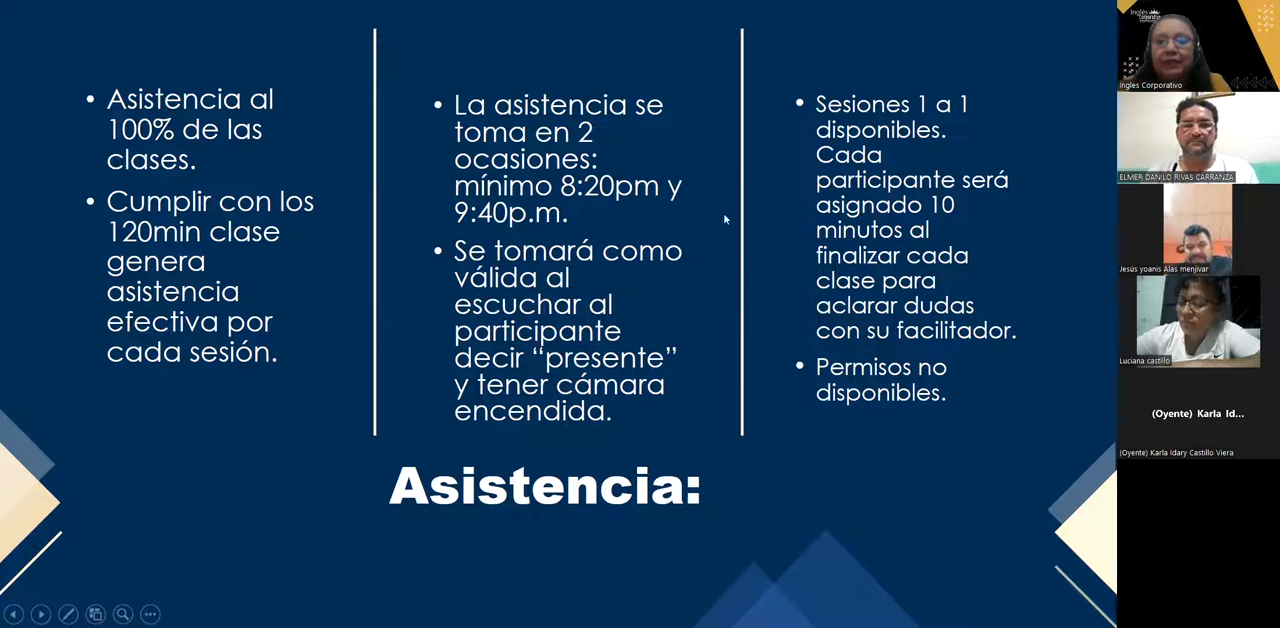 • Asistencia al
100% de las
clases.
• Cumplir con los
120min clase
genera
asistencia
efectiva por
cada sesión.
• La asistencia se
toma en 2
ocasiones:
mínimo 8:20pm y
9:40p.m.
• Se tomará como
válida al
escuchar al
participante
decir “presente”
y tener cámara
encendida.
• Sesiones 1 a 1
disponibles.
Cada
participante será
asignado 10
minutos al
finalizar cada
clase para
aclarar dudas
con su facilitador.
• Permisos no
disponibles.
Asistencia:
Inglés
Corporativo
Ingles Corporativo
ELMER DANILO RIVAS CARRANZA
Jesús yoanis Alas menjivar
Luciana castillo
(Oyente) Karla Id...
(Oyente) Karla Idary Castillo Viera